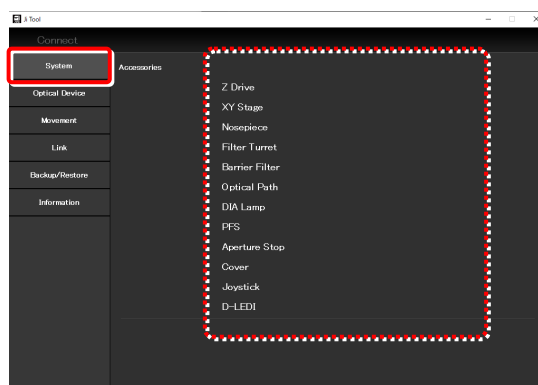 Ji Tool
Connect
System
Optical Device
Movement
Link
Backup/Restore
Information
Accessories
Z Drive
XY Stage
Nosepiece
Filter Turret
Barrier Filter
Optical Path
DIA Lamp
PFS
Aperture Stop
Cover
Joystick
D-LEDI